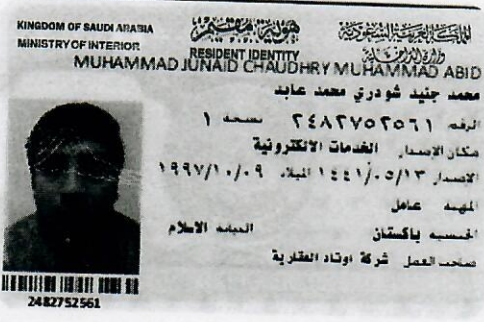 KINGDOM OF SAUDI ARABIA
MINISTRY OF INTERIOR
هوية مقيم
RESIDENT IDENTITY
المملكة العربية السعودية
وزارة الداخلية
MUHAMMAD JUNAID CHAUDHRY MUHAMMAD ABID
محمد جنيد شودري محمد عابد
الرقم ٢٤٨٢٧٥٢٥٦١ نسخة ١
مكان الإصدار الخدمات الالكترونية
الإصدار ١٤٤١/٠٥/١٣ الميلاد ١٩٩٧/١٠/٠٩
المهنة عامل
الجنسية باكستان الديانة الاسلام
صاحب العمل شركة اوتاد العقارية
2482752561